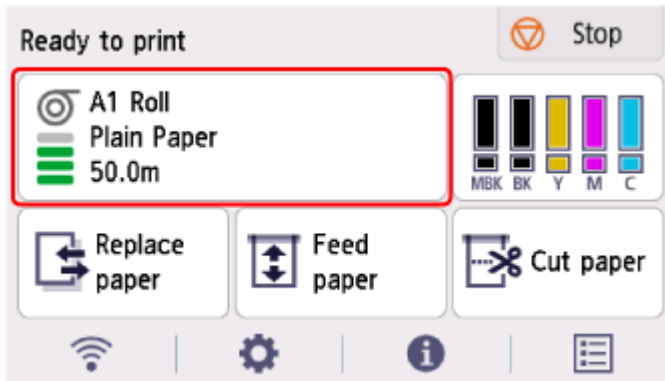 Ready to print
Stop
A1 Roll
Plain Paper
50.0m
MBK BK Y M C
Replace
paper
Feed
paper
Cut paper